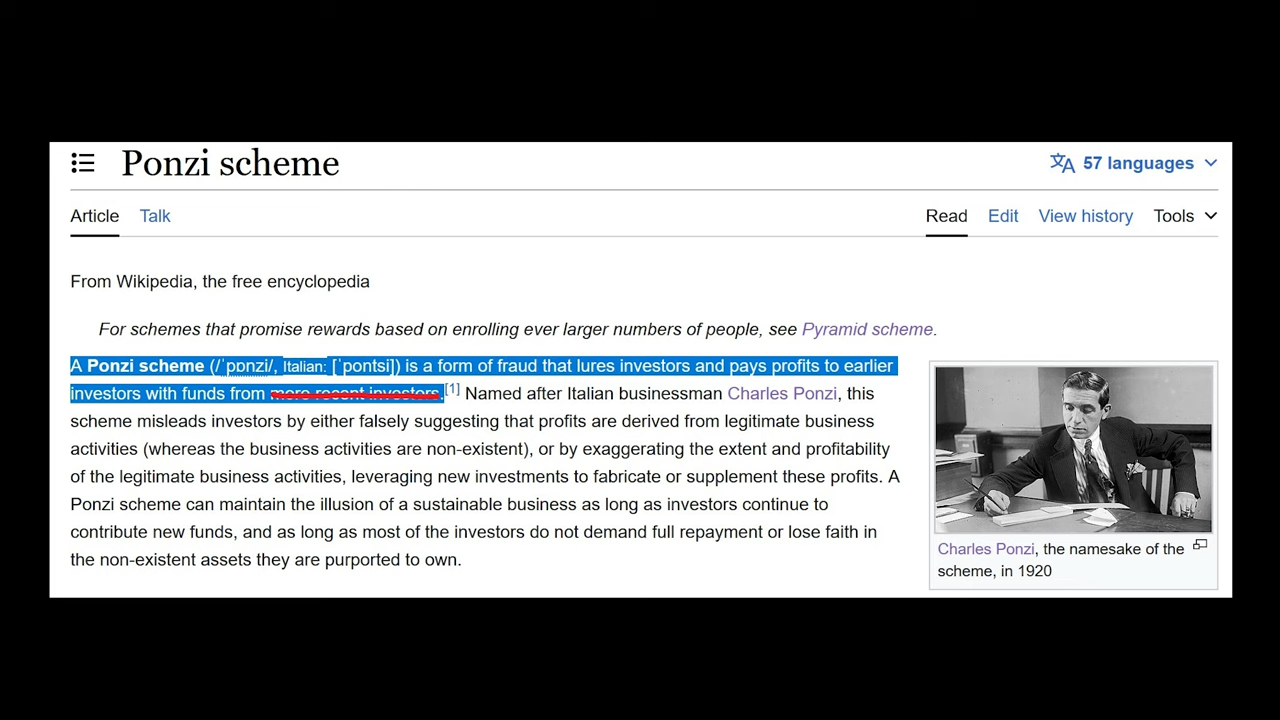 Ponzi scheme
57 languages
Article Talk Read Edit View history Tools
From Wikipedia, the free encyclopedia
For schemes that promise rewards based on enrolling ever larger numbers of people, see Pyramid scheme.
A Ponzi scheme (/ˈpɒnzi/, Italian: [ˈpontsi]) is a form of fraud that lures investors and pays profits to earlier
investors with funds from more recent investors.[1] Named after Italian businessman Charles Ponzi, this
scheme misleads investors by either falsely suggesting that profits are derived from legitimate business
activities (whereas the business activities are non-existent), or by exaggerating the extent and profitability
of the legitimate business activities, leveraging new investments to fabricate or supplement these profits. A
Ponzi scheme can maintain the illusion of a sustainable business as long as investors continue to
contribute new funds, and as long as most of the investors do not demand full repayment or lose faith in
the non-existent assets they are purported to own.
Charles Ponzi, the namesake of the
scheme, in 1920